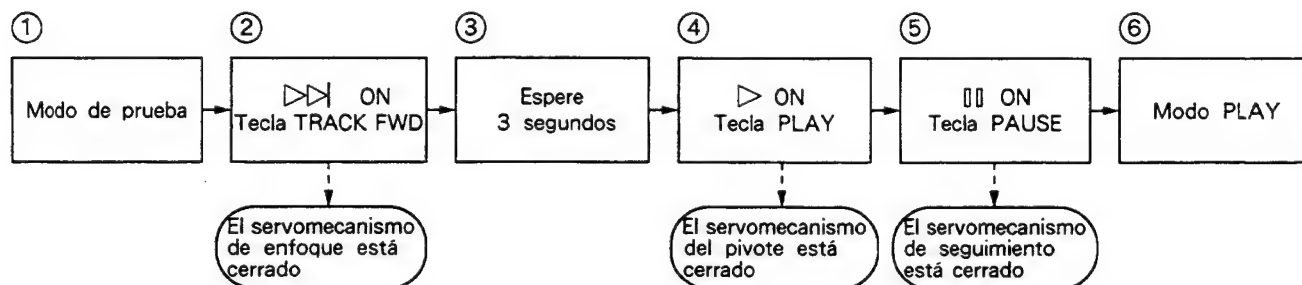 ①
Modo de prueba
②
▷▷| ON
Tecla TRACK FWD
El servomecanismo
de enfoque está
cerrado
③
Espere
3 segundos
④
▷ ON
Tecla PLAY
El servomecanismo
del pivote está
cerrado
⑤
▯▯ ON
Tecla PAUSE
El servomecanismo
de seguimiento
está cerrado
⑥
Modo PLAY